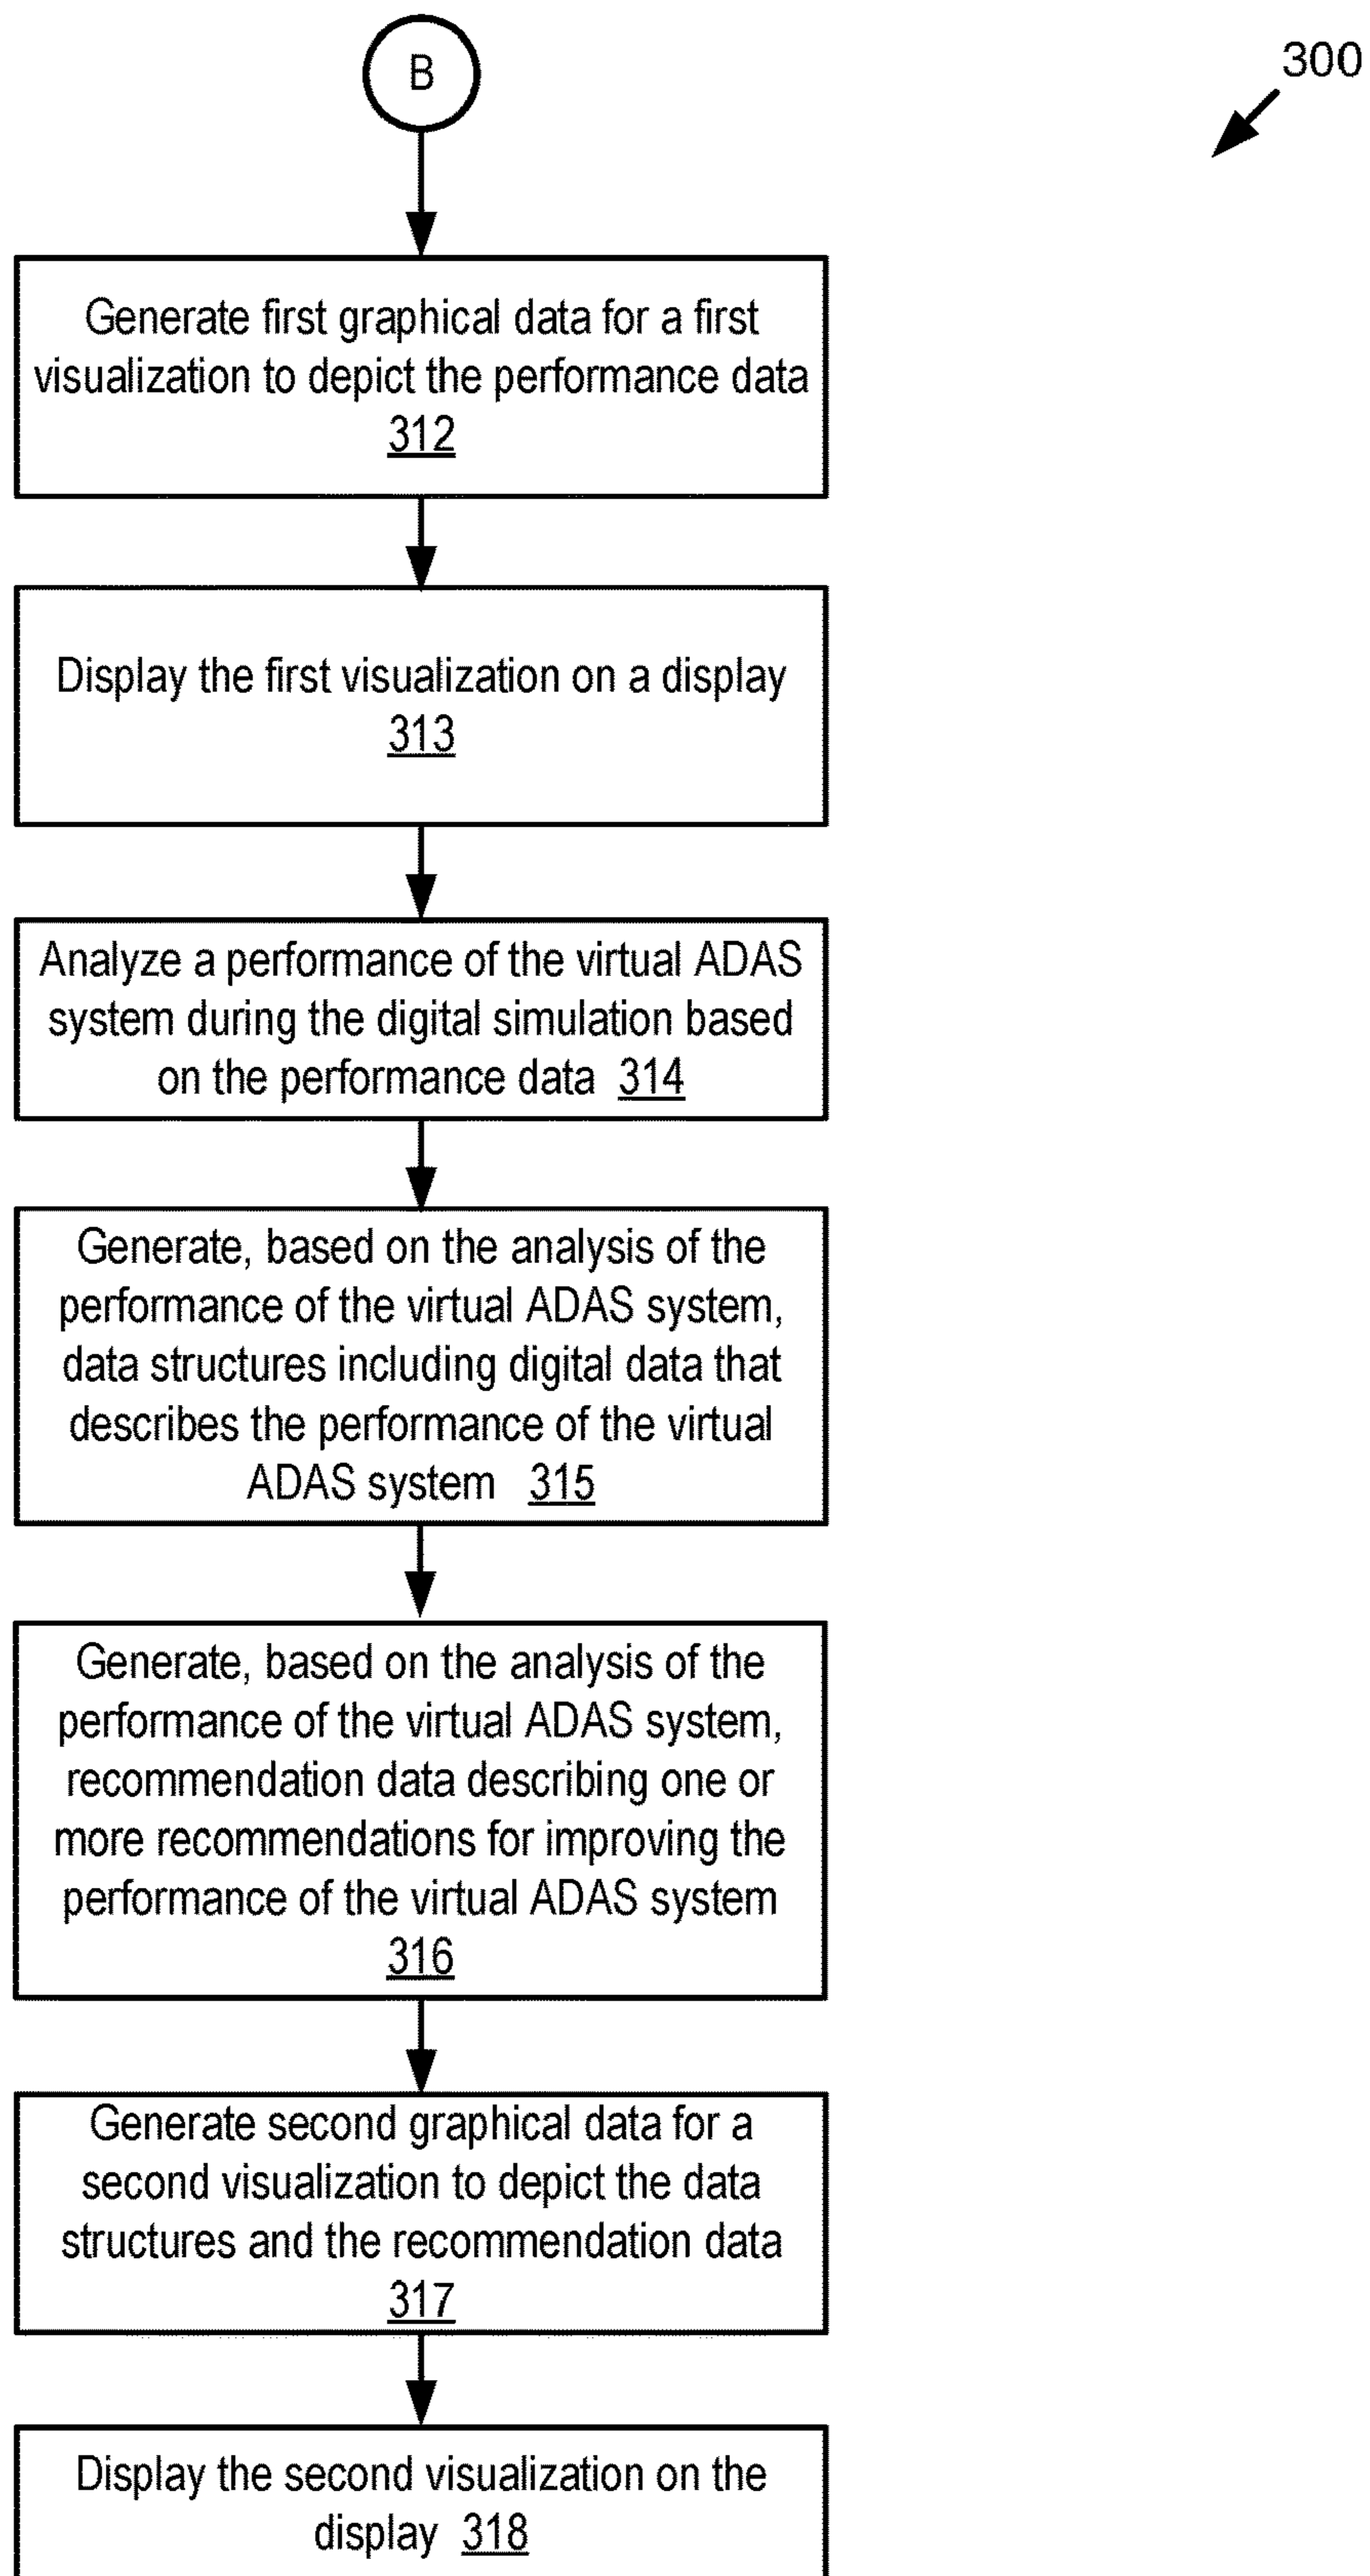 B
300
Generate first graphical data for a first
visualization to depict the performance data
312
Display the first visualization on a display
313
Analyze a performance of the virtual ADAS
system during the digital simulation based
on the performance data 314
Generate, based on the analysis of the
performance of the virtual ADAS system,
data structures including digital data that
describes the performance of the virtual
ADAS system 315
Generate, based on the analysis of the
performance of the virtual ADAS system,
recommendation data describing one or
more recommendations for improving the
performance of the virtual ADAS system
316
Generate second graphical data for a
second visualization to depict the data
structures and the recommendation data
317
Display the second visualization on the
display 318